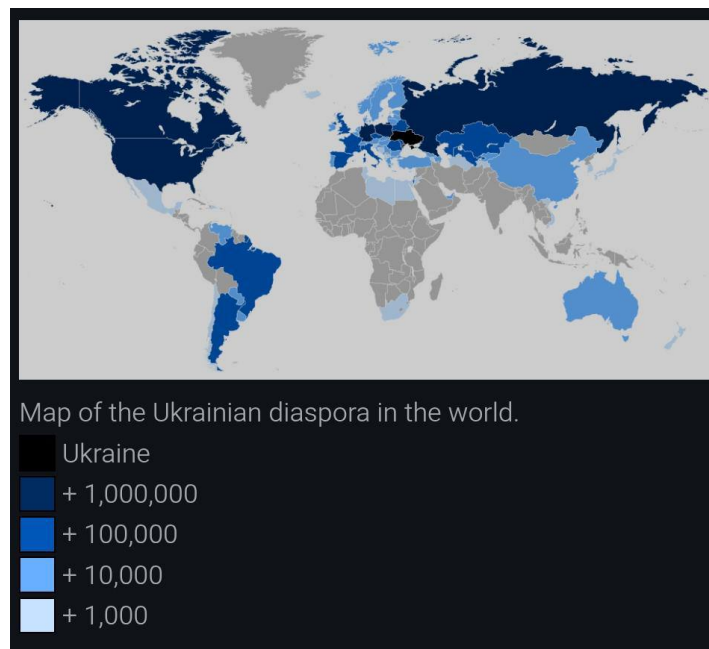 Map of the Ukrainian diaspora in the world.
Ukraine
+ 1,000,000
+ 100,000
+ 10,000
+ 1,000